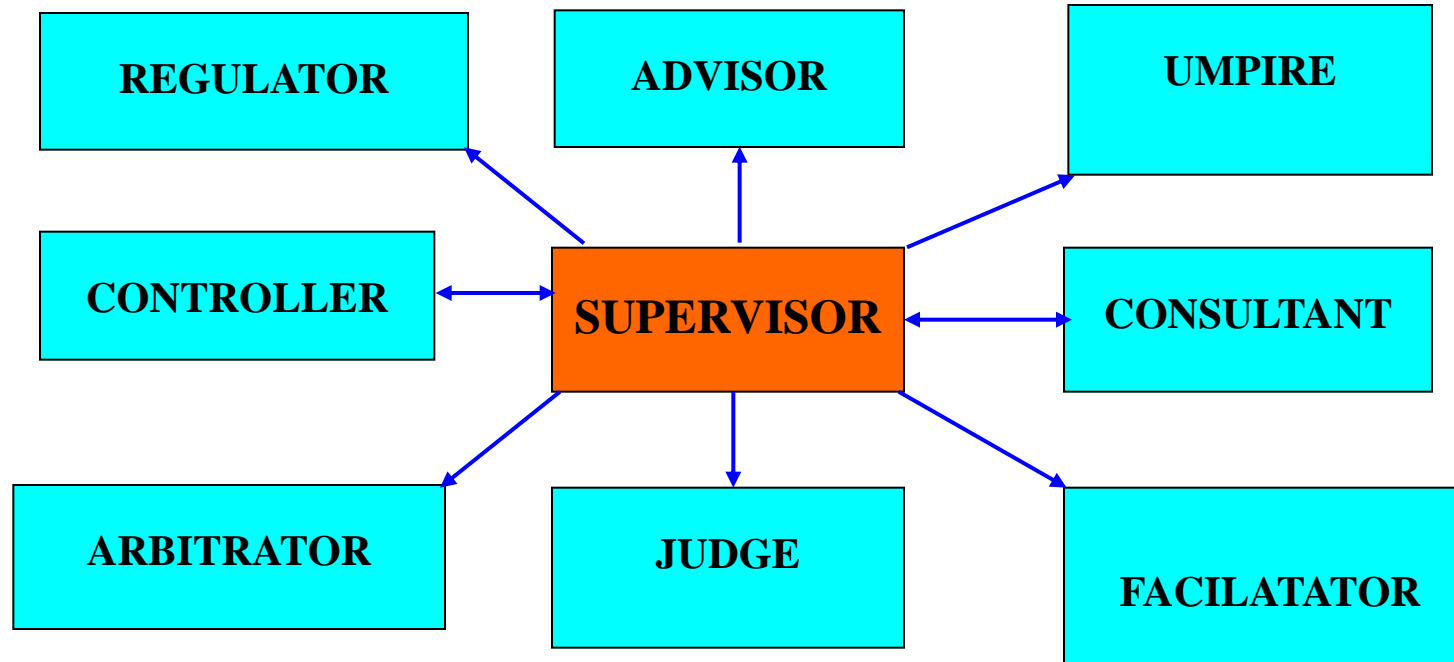 REGULATOR
ADVISOR
UMPIRE
CONTROLLER
SUPERVISOR
CONSULTANT
ARBITRATOR
JUDGE
FACILATATOR